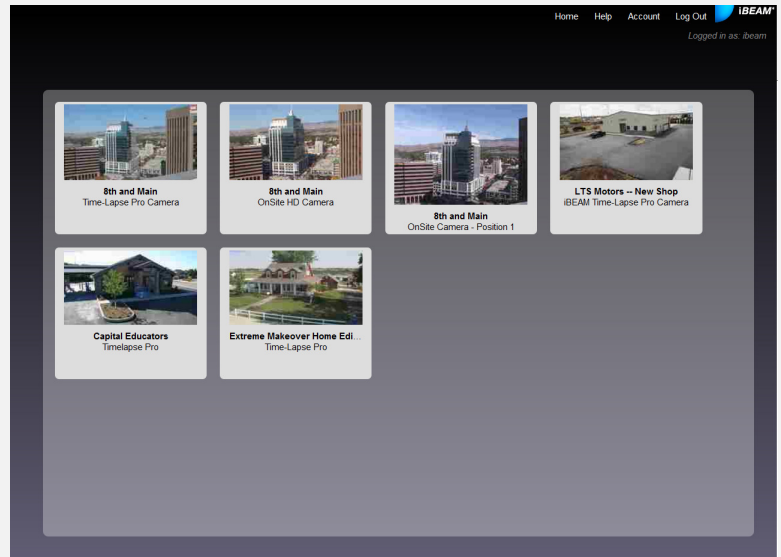 Home Help Account Log Out iBEAM
Logged in as: ibeam
8th and Main
Time-Lapse Pro Camera
8th and Main
OnSite HD Camera
8th and Main
OnSite Camera - Position 1
LTS Motors -- New Shop
iBEAM Time-Lapse Pro Camera
Capital Educators
Timelapse Pro
Extreme Makeover Home Edi...
Time-Lapse Pro